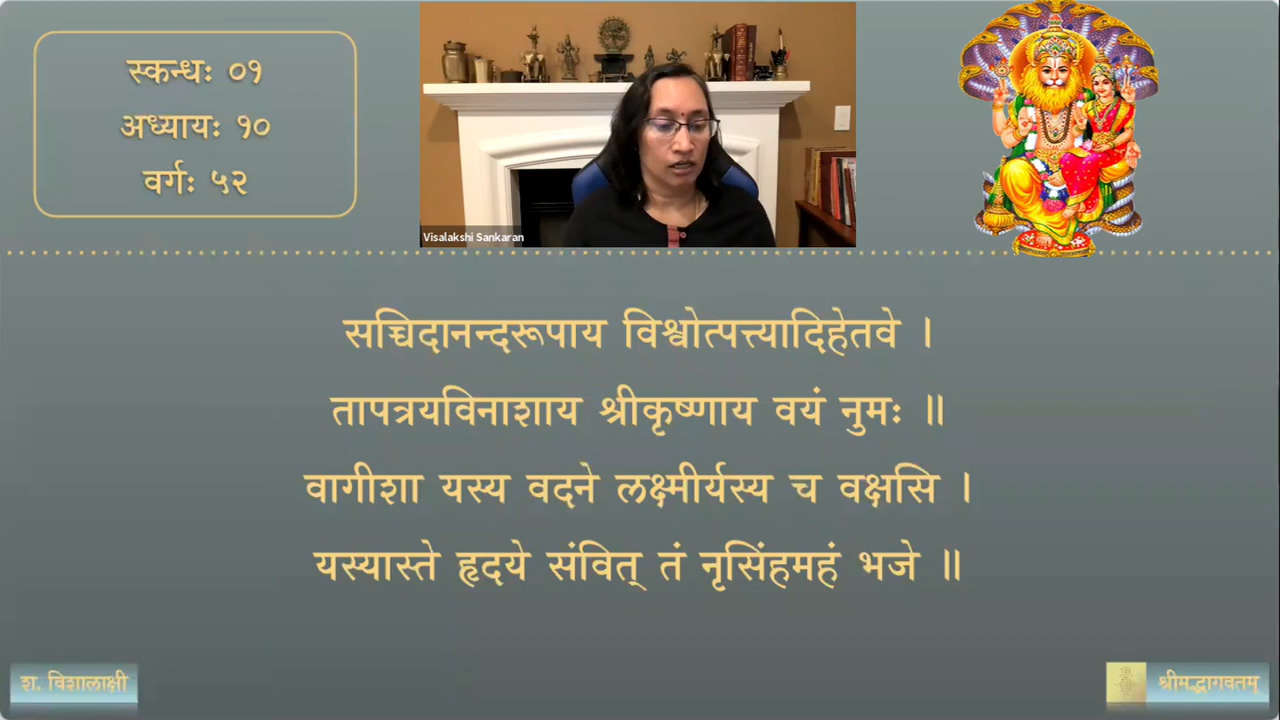 स्कन्धः ०१
अध्यायः १०
वर्गः ५२
Visalakshi Sankaran
सच्चिदानन्दरूपाय विश्वोत्पत्त्यादिहेतवे ।
तापत्रयविनाशाय श्रीकृष्णाय वयं नुमः ॥
वागीशा यस्य वदने लक्ष्मीर्यस्य च वक्षसि ।
यस्यास्ते हृदये संवित् तं नृसिंहमहं भजे ॥
श. विशालाक्षी
श्रीमद्भागवतम्